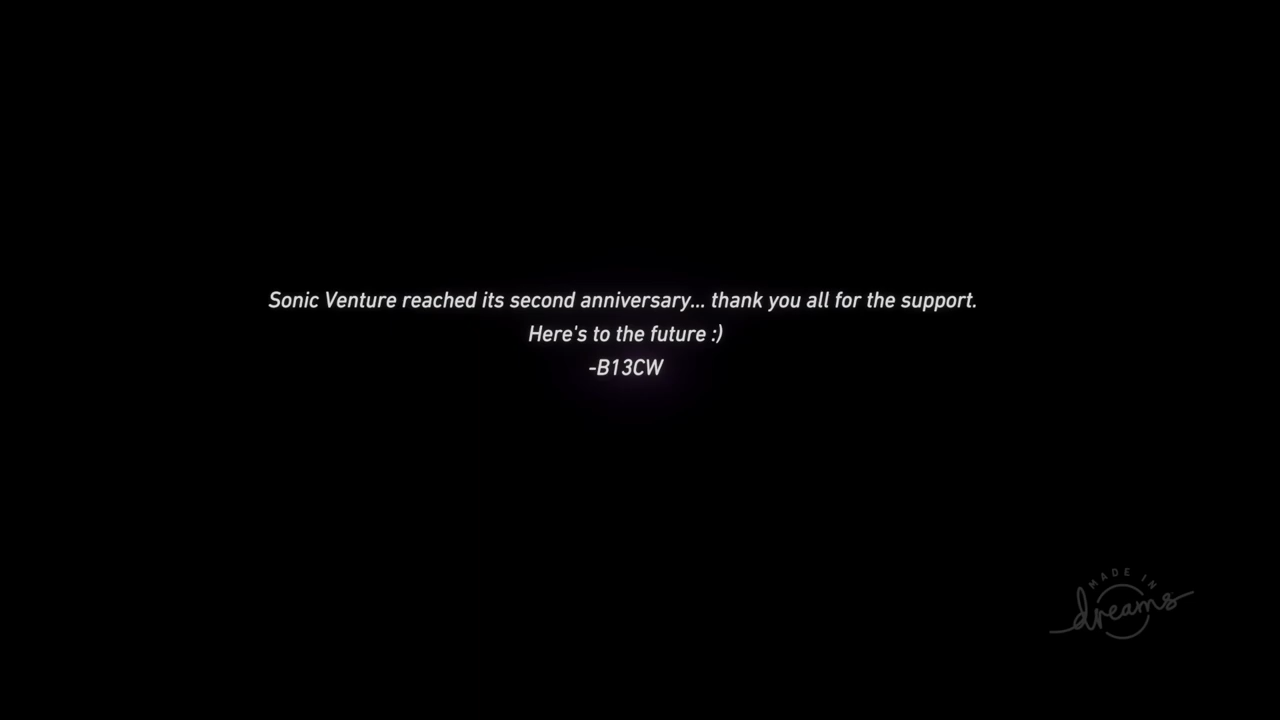 Sonic Venture reached its second anniversary... thank you all for the support.
Here's to the future :)
-B13CW
MADE IN
dreams